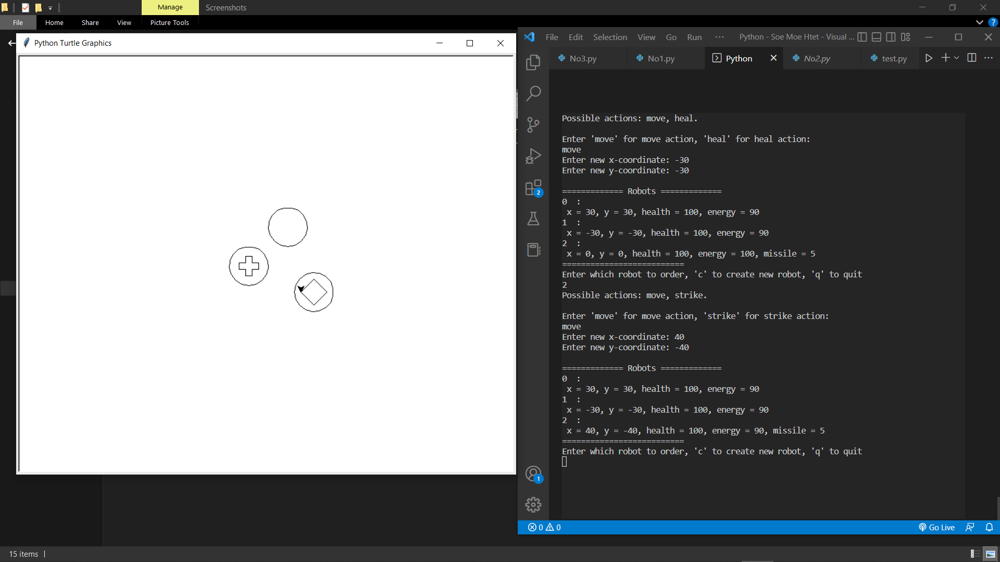 Manage
Screenshots
File
Home
Share
View
Picture Tools
?
Python Turtle Graphics
File Edit Selection View Go Run ··· Python - Soe Moe Htet - Visual ...
No3.py
No1.py
Python
No2.py
test.py
Possible actions: move, heal.
Enter 'move' for move action, 'heal' for heal action:
move
Enter new x-coordinate: -30
Enter new y-coordinate: -30
============= Robots =============
0  :
 x = 30, y = 30, health = 100, energy = 90
1  :
 x = -30, y = -30, health = 100, energy = 90
2  :
 x = 0, y = 0, health = 100, energy = 100, missile = 5
==========================
Enter which robot to order, 'c' to create new robot, 'q' to quit
2
Possible actions: move, strike.
Enter 'move' for move action, 'strike' for strike action:
move
Enter new x-coordinate: 40
Enter new y-coordinate: -40
============= Robots =============
0  :
 x = 30, y = 30, health = 100, energy = 90
1  :
 x = -30, y = -30, health = 100, energy = 90
2  :
 x = 40, y = -40, health = 100, energy = 90, missile = 5
==========================
Enter which robot to order, 'c' to create new robot, 'q' to quit
2
1
0 0
Go Live
15 items